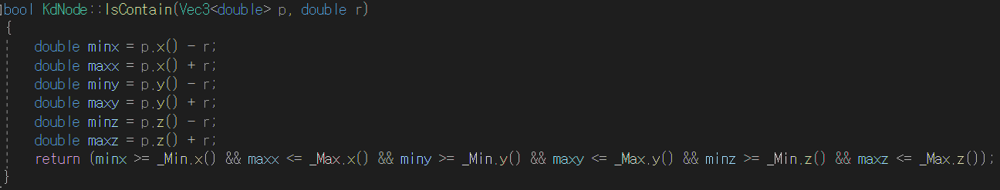 bool KdNode::IsContain(Vec3<double> p, double r)
{
double minx = p.x() - r;
double maxx = p.x() + r;
double miny = p.y() - r;
double maxy = p.y() + r;
double minz = p.z() - r;
double maxz = p.z() + r;
return (minx >= _Min.x() && maxx <= _Max.x() && miny >= _Min.y() && maxy <= _Max.y() && minz >= _Min.z() && maxz <= _Max.z());
}